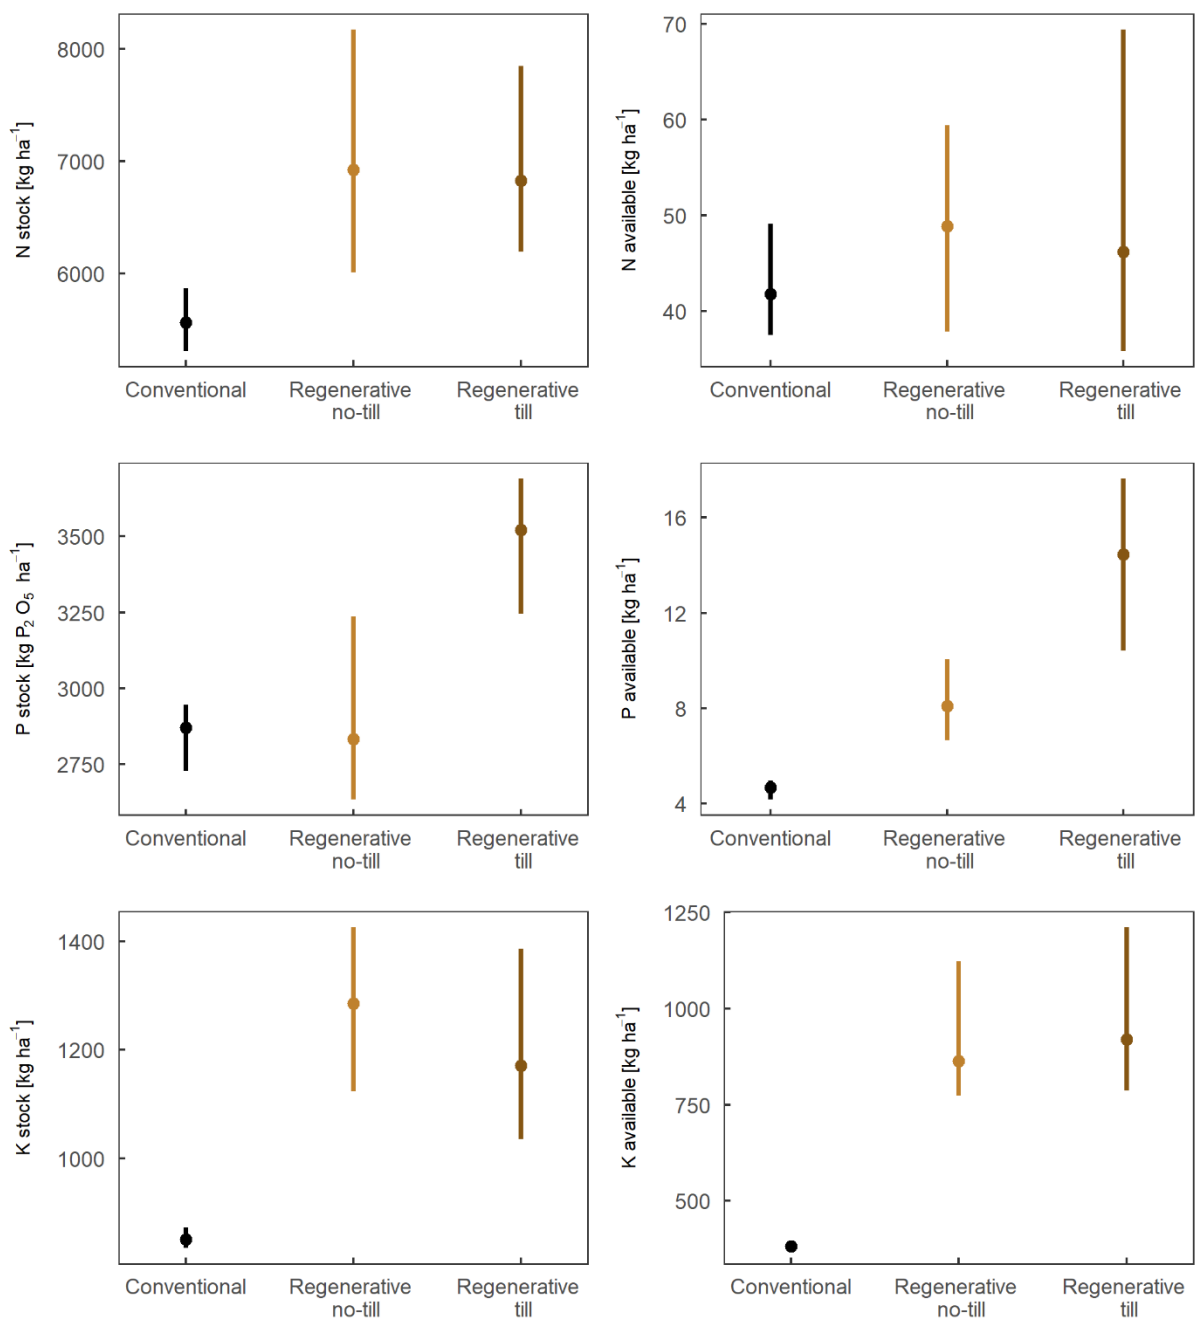 N stock [kg ha⁻¹]
8000
7000
6000
Conventional
Regenerative
no-till
Regenerative
till
N available [kg ha⁻¹]
70
60
50
40
Conventional
Regenerative
no-till
Regenerative
till
P stock [kg P₂ O₅ ha⁻¹]
3500
3250
3000
2750
Conventional
Regenerative
no-till
Regenerative
till
P available [kg ha⁻¹]
16
12
8
4
Conventional
Regenerative
no-till
Regenerative
till
K stock [kg ha⁻¹]
1400
1200
1000
Conventional
Regenerative
no-till
Regenerative
till
K available [kg ha⁻¹]
1250
1000
750
500
Conventional
Regenerative
no-till
Regenerative
till